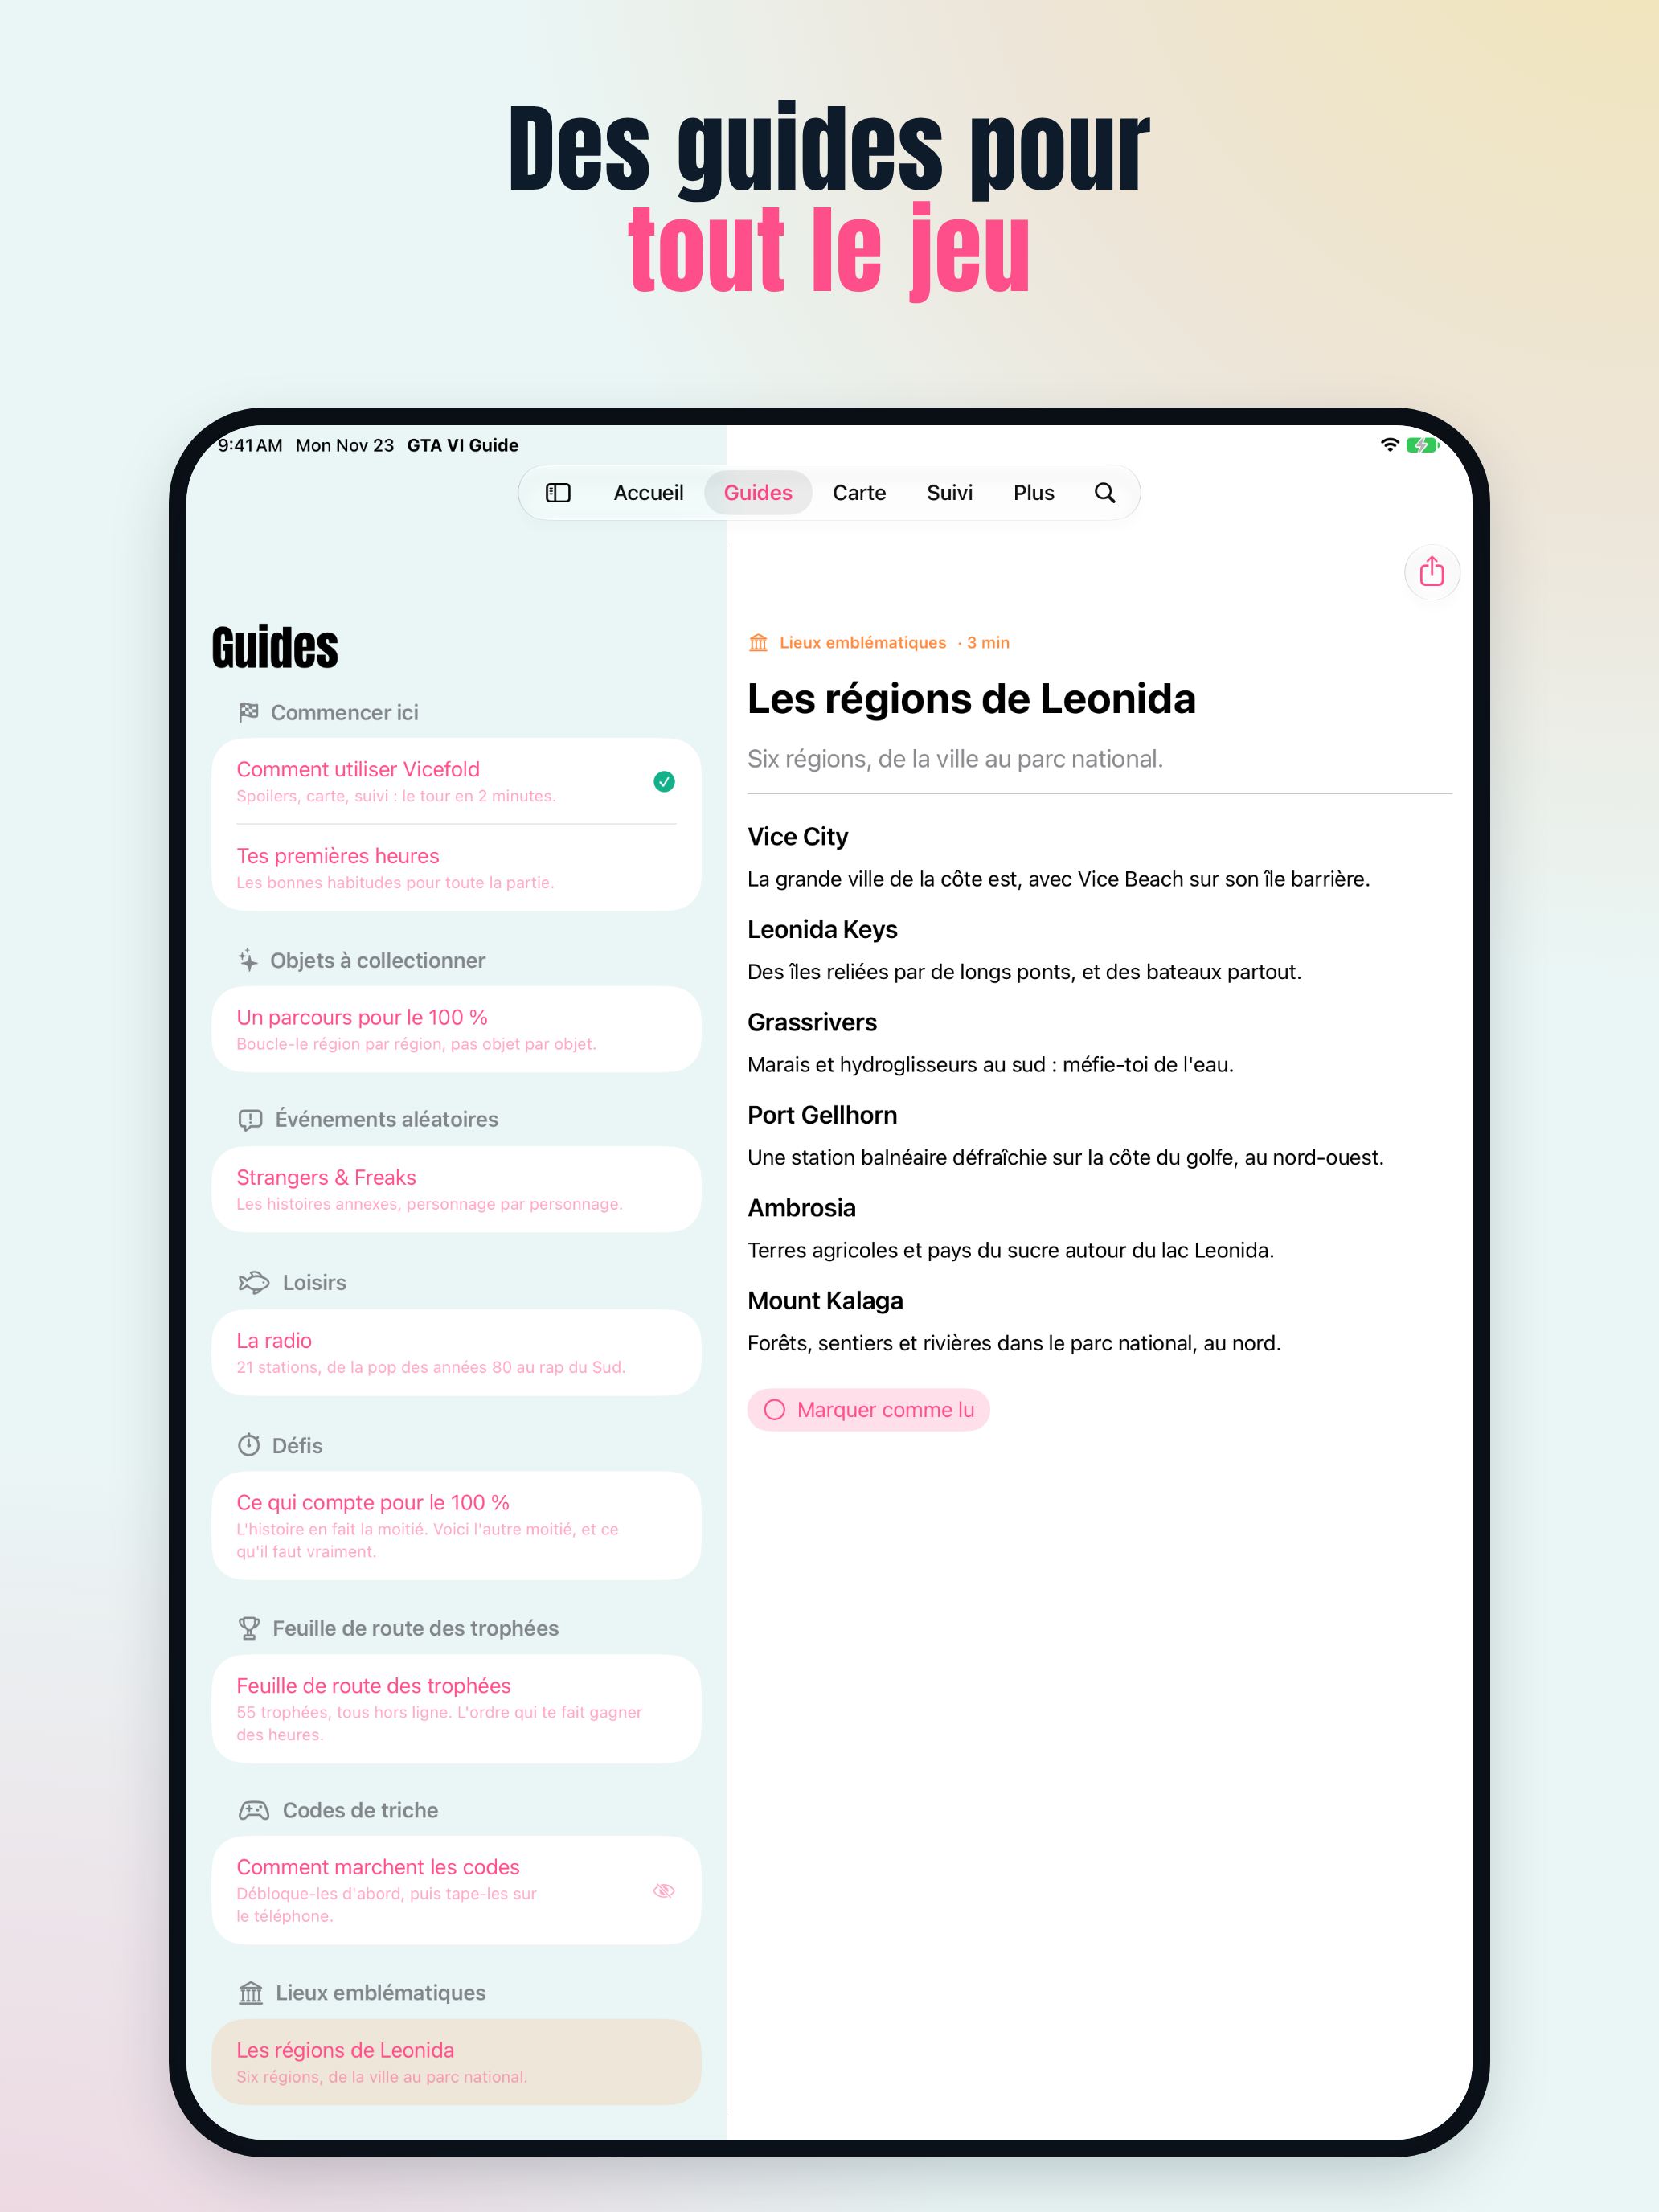 Des guides pour
tout le jeu
9:41 AM Mon Nov 23 GTA VI Guide
Accueil Guides Carte Suivi Plus
Guides
Commencer ici
Comment utiliser Vicefold
Spoilers, carte, suivi : le tour en 2 minutes.
Tes premières heures
Les bonnes habitudes pour toute la partie.
Objets à collectionner
Un parcours pour le 100 %
Boucle-le région par région, pas objet par objet.
Événements aléatoires
Strangers & Freaks
Les histoires annexes, personnage par personnage.
Loisirs
La radio
21 stations, de la pop des années 80 au rap du Sud.
Défis
Ce qui compte pour le 100 %
L'histoire en fait la moitié. Voici l'autre moitié, et ce
qu'il faut vraiment.
Feuille de route des trophées
Feuille de route des trophées
55 trophées, tous hors ligne. L'ordre qui te fait gagner
des heures.
Codes de triche
Comment marchent les codes
Débloque-les d'abord, puis tape-les sur
le téléphone.
Lieux emblématiques
Les régions de Leonida
Six régions, de la ville au parc national.
Lieux emblématiques · 3 min
Les régions de Leonida
Six régions, de la ville au parc national.
Vice City
La grande ville de la côte est, avec Vice Beach sur son île barrière.
Leonida Keys
Des îles reliées par de longs ponts, et des bateaux partout.
Grassrivers
Marais et hydroglisseurs au sud : méfie-toi de l'eau.
Port Gellhorn
Une station balnéaire défraîchie sur la côte du golfe, au nord-ouest.
Ambrosia
Terres agricoles et pays du sucre autour du lac Leonida.
Mount Kalaga
Forêts, sentiers et rivières dans le parc national, au nord.
Marquer comme lu